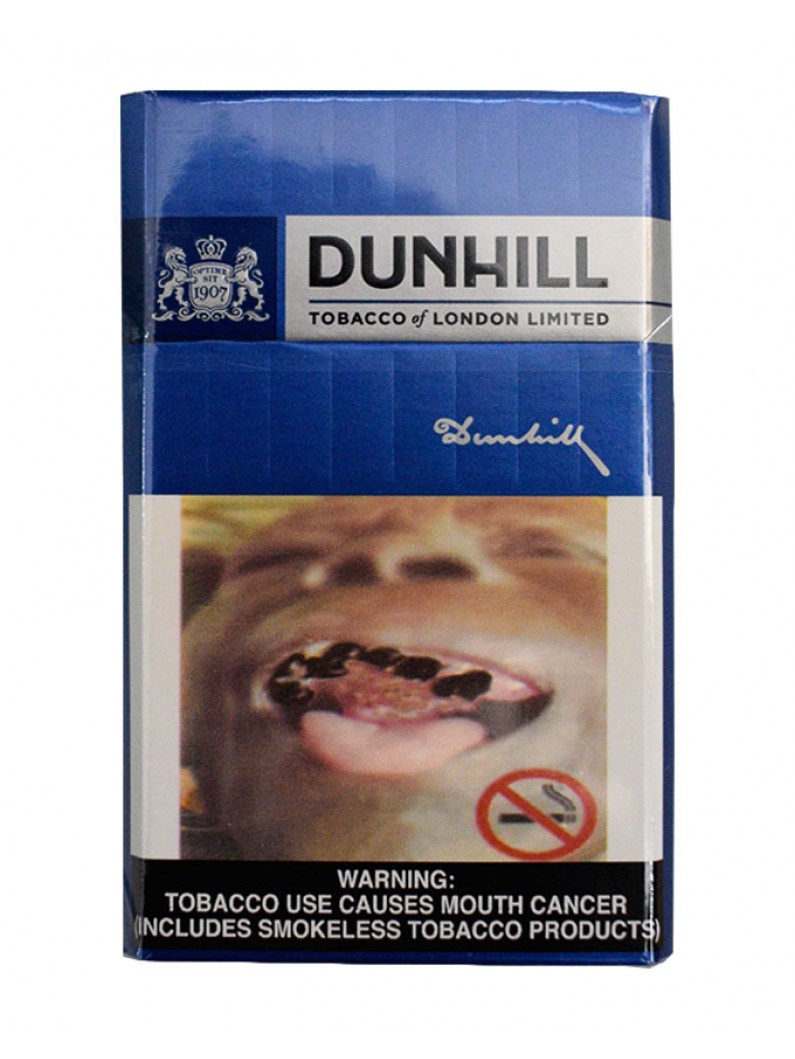 OPTIME
SIT
1907
DUNHILL
TOBACCO of LONDON LIMITED
Dunhill
WARNING:
TOBACCO USE CAUSES MOUTH CANCER
(INCLUDES SMOKELESS TOBACCO PRODUCTS)